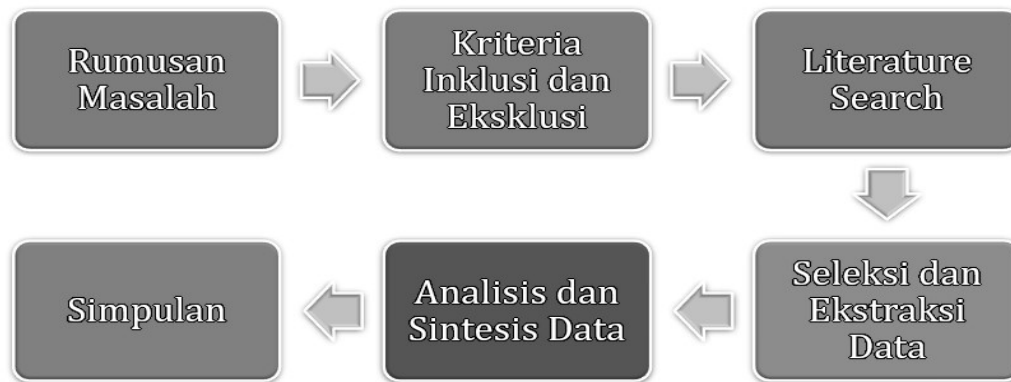 Rumusan
Masalah
Kriteria
Inklusi dan
Eksklusi
Literature
Search
Seleksi dan
Ekstraksi
Data
Analisis dan
Sintesis Data
Simpulan